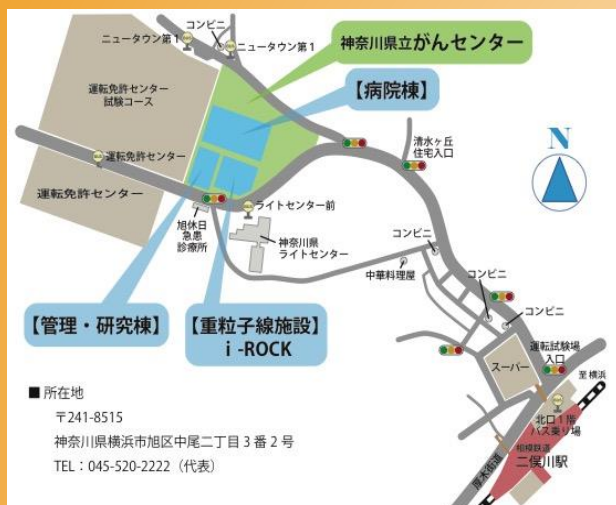 コンビニ
ニュータウン第1
ニュータウン第1
神奈川県立がんセンター
【病院棟】
運転免許センター
試験コース
運転免許センター
運転免許センター
清水ヶ丘
住宅入口
N
旭休日
急患
診療所
ライトセンター前
神奈川県
ライトセンター
コンビニ
中華料理屋
コンビニ
コンビニ
【管理・研究棟】
【重粒子線施設】
i-ROCK
スーパー
運転試験場
入口
至 横浜
北口1階
バス乗り場
相模鉄道
二俣川駅
厚木街道
■ 所在地
〒241-8515
神奈川県横浜市旭区中尾二丁目3番2号
TEL：045-520-2222（代表）